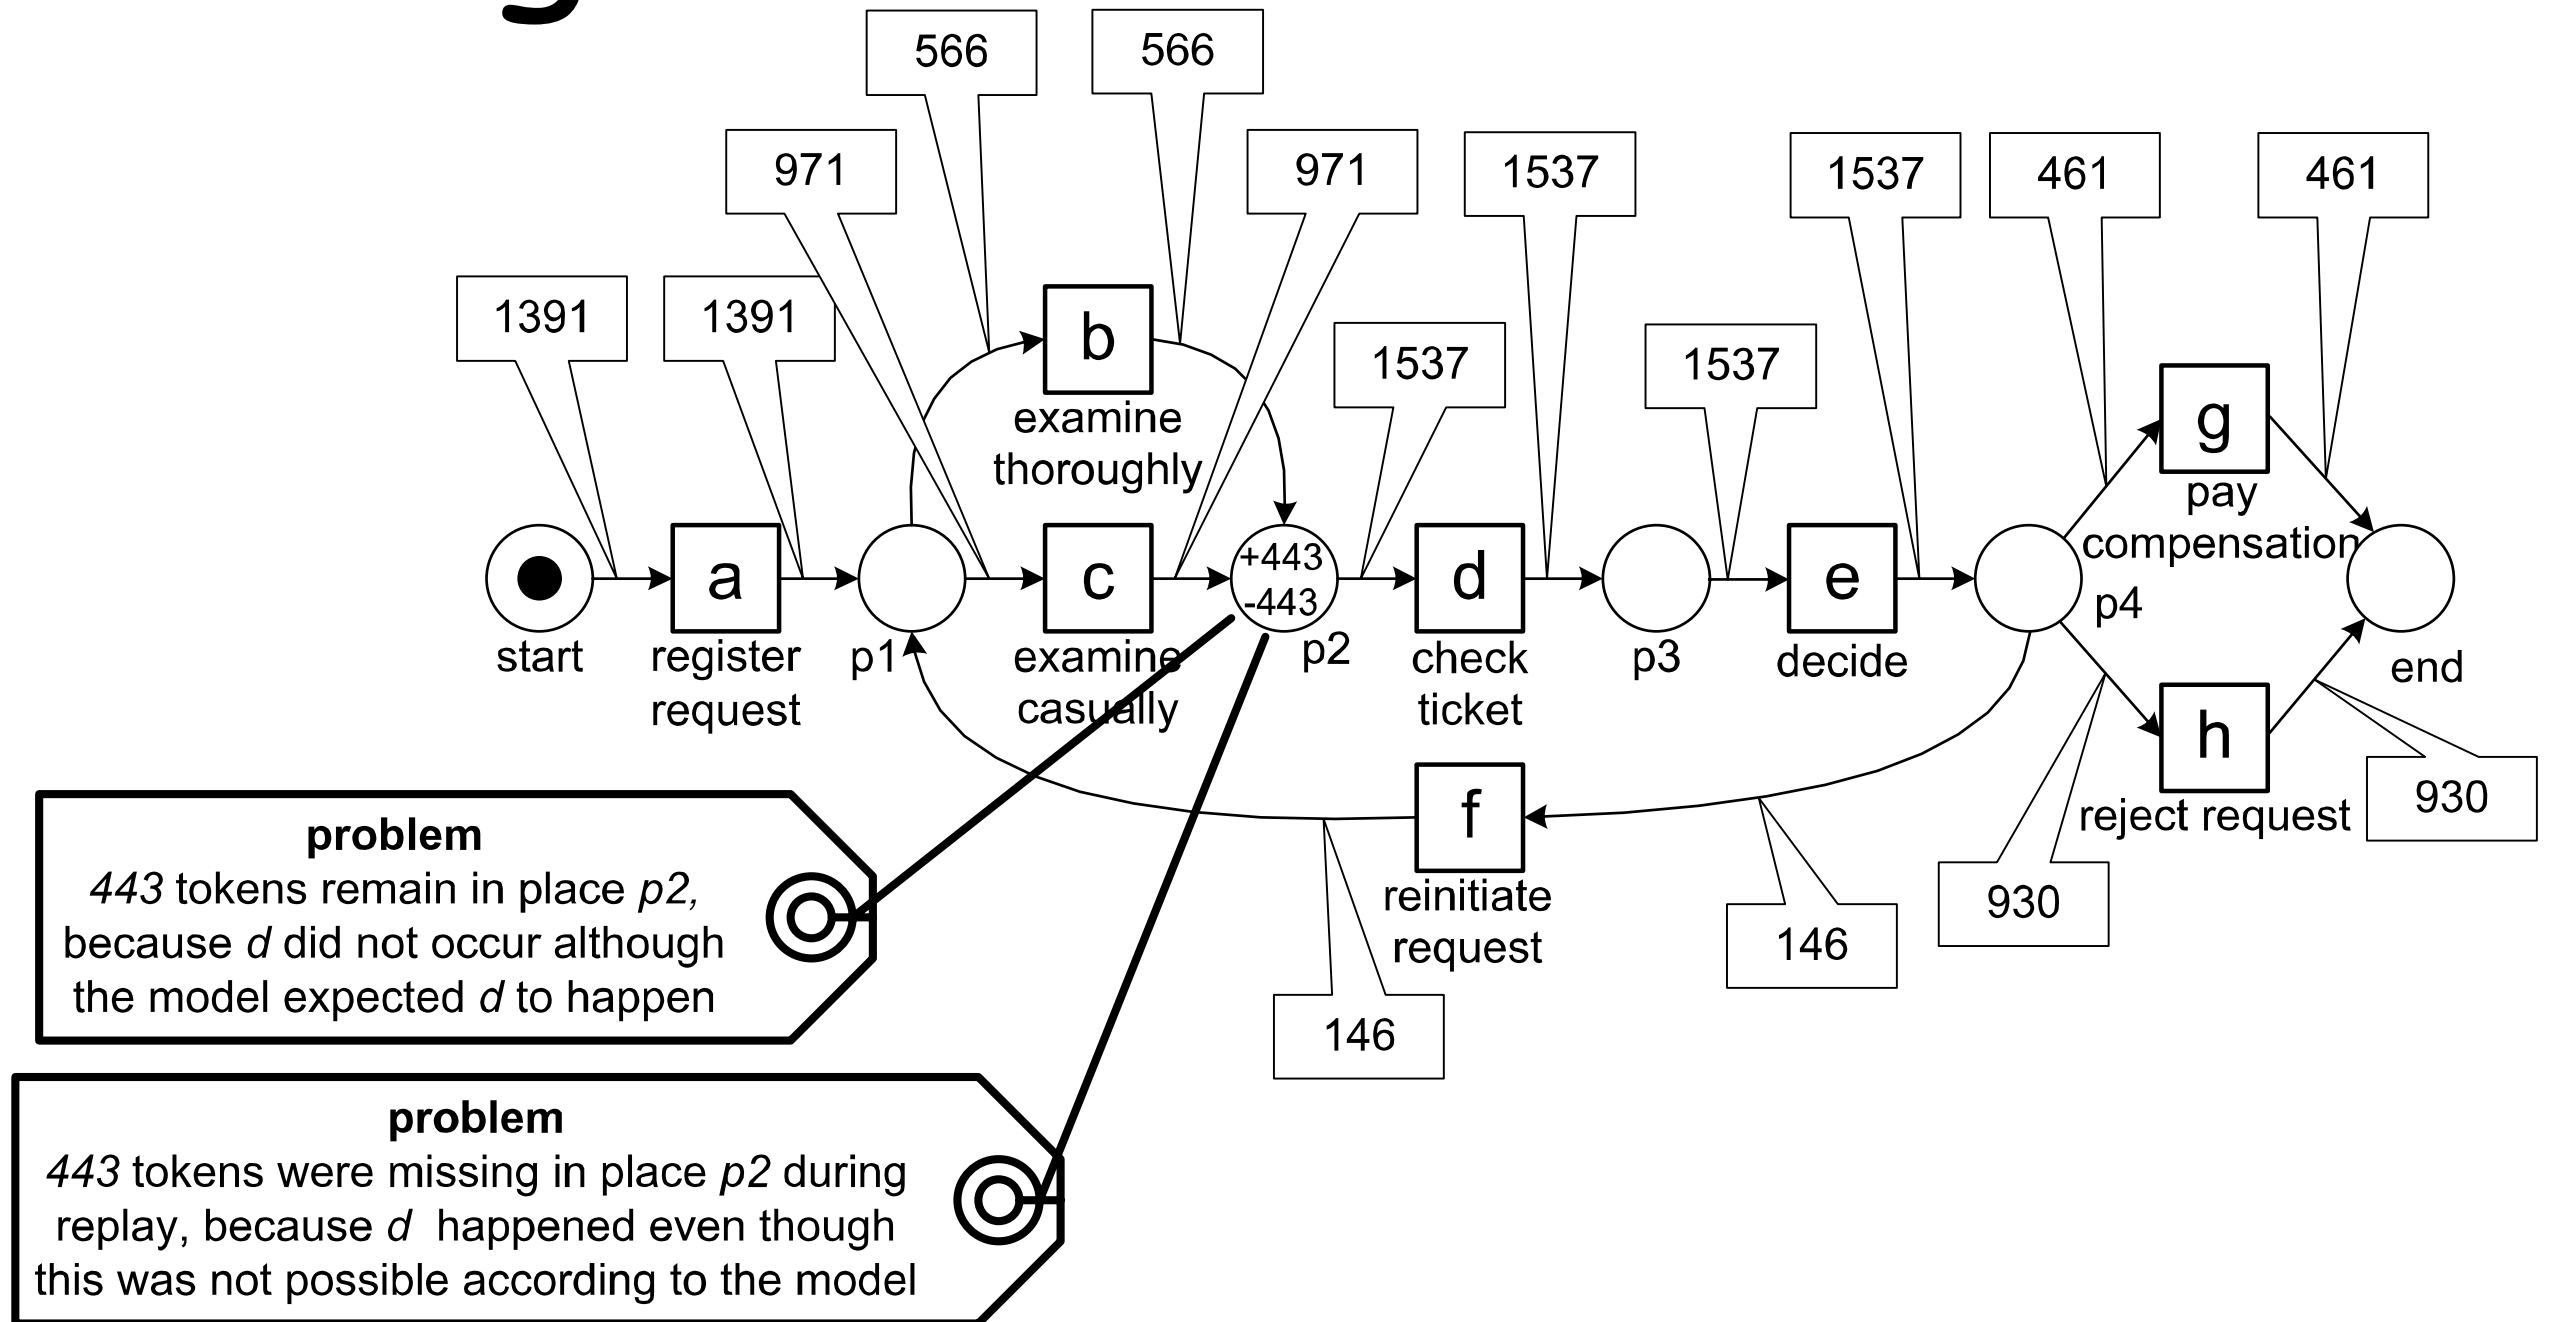 566
566
971
971
1537
1537
461
461
1391
1391
1537
1537
b
examine
thoroughly
g
pay
compensation
start
a
register
request
p1
c
examine
casually
+443
-443
p2
d
check
ticket
p3
e
decide
p4
end
h
reject request
930
930
f
reinitiate
request
146
146
problem
443 tokens remain in place p2,
because d did not occur although
the model expected d to happen
problem
443 tokens were missing in place p2 during
replay, because d happened even though
this was not possible according to the model